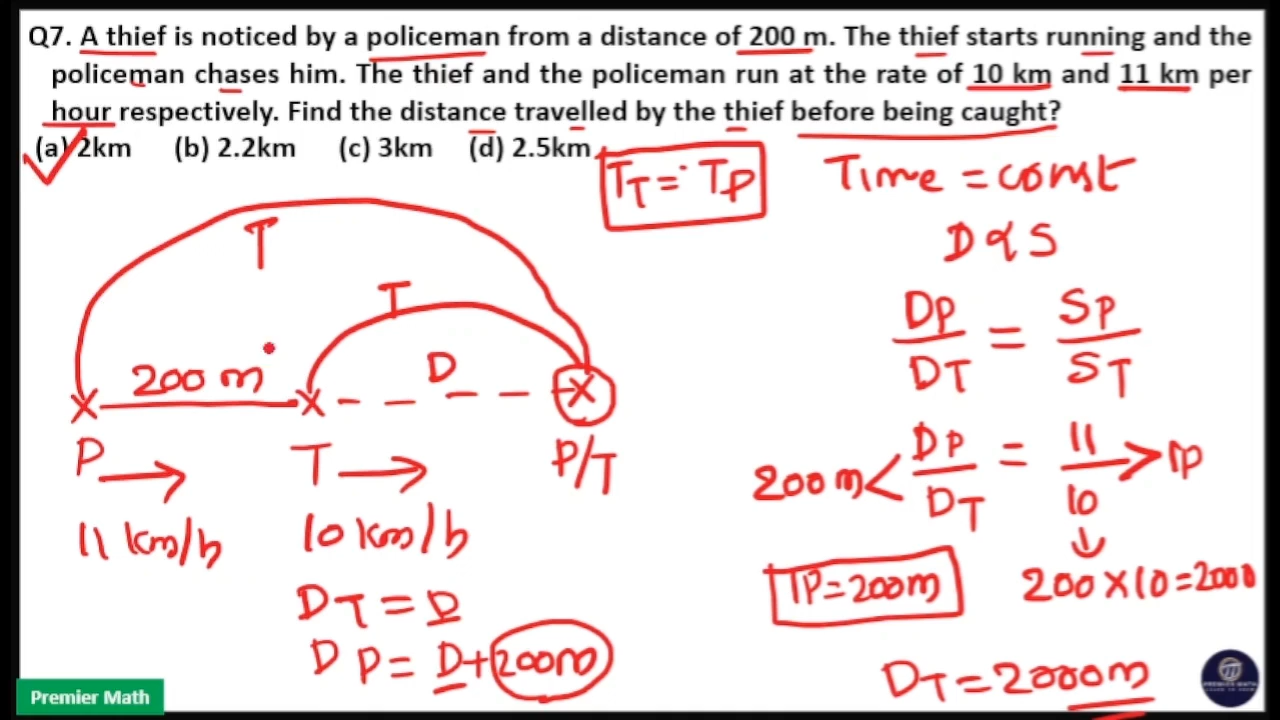 Q7. A thief is noticed by a policeman from a distance of 200 m. The thief starts running and the
policeman chases him. The thief and the policeman run at the rate of 10 km and 11 km per
hour respectively. Find the distance travelled by the thief before being caught?
(a) 2km (b) 2.2km (c) 3km (d) 2.5km
TT = TP
Time = const
D ∝ S
DP/DT = SP/ST
200m < DP/DT = 11/10 > 1P
1P = 200m
200 × 10 = 2000
DT = 2000m
T
T
200 m
D
P
T
P/T
11 km/h
10 km/h
DT = D
DP = D+200m
Premier Math
PREMIER MATH